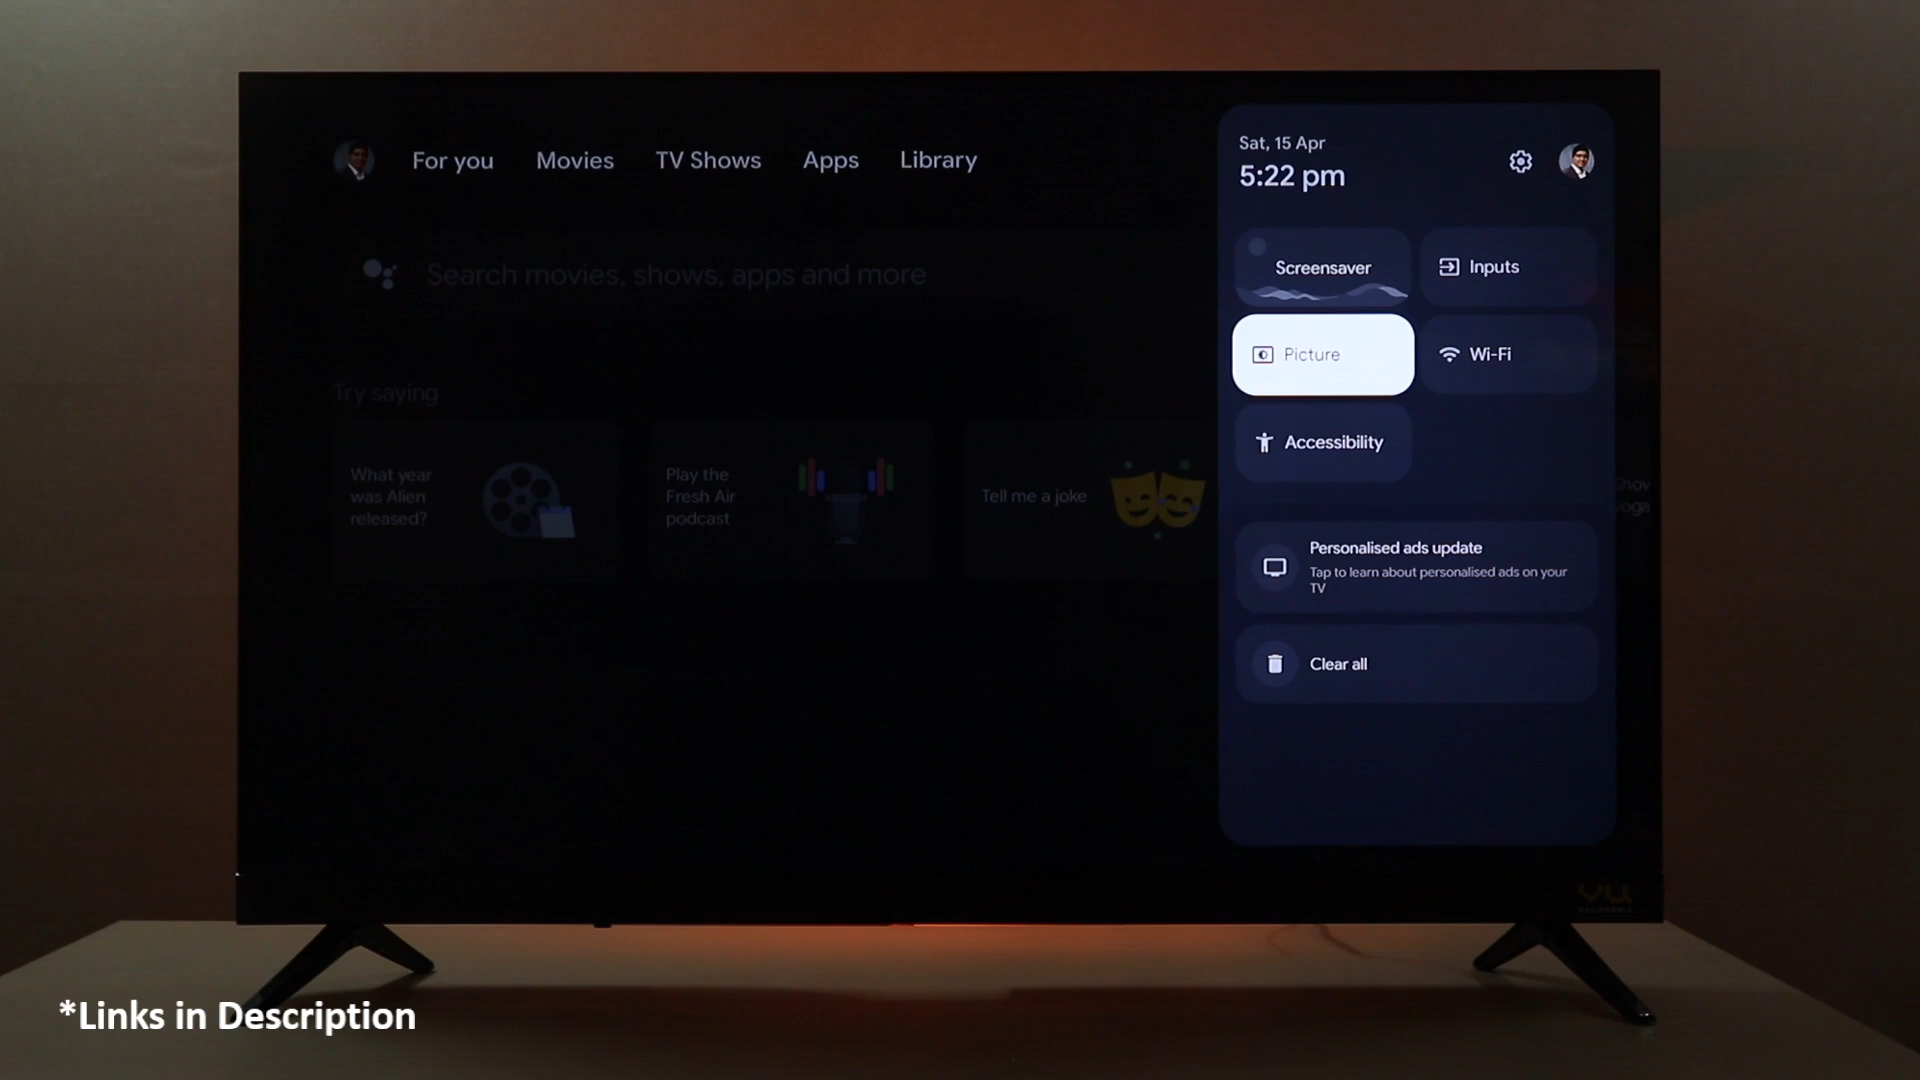 For you
Movies
TV Shows
Apps
Library
Search movies, shows, apps and more
Try saying
What year
was Alien
released?
Play the
Fresh Air
podcast
Tell me a joke
Show
yoga
Sat, 15 Apr
5:22 pm
Screensaver
Inputs
Picture
Wi-Fi
Accessibility
Personalised ads update
Tap to learn about personalised ads on your
TV
Clear all
VU
*Links in Description